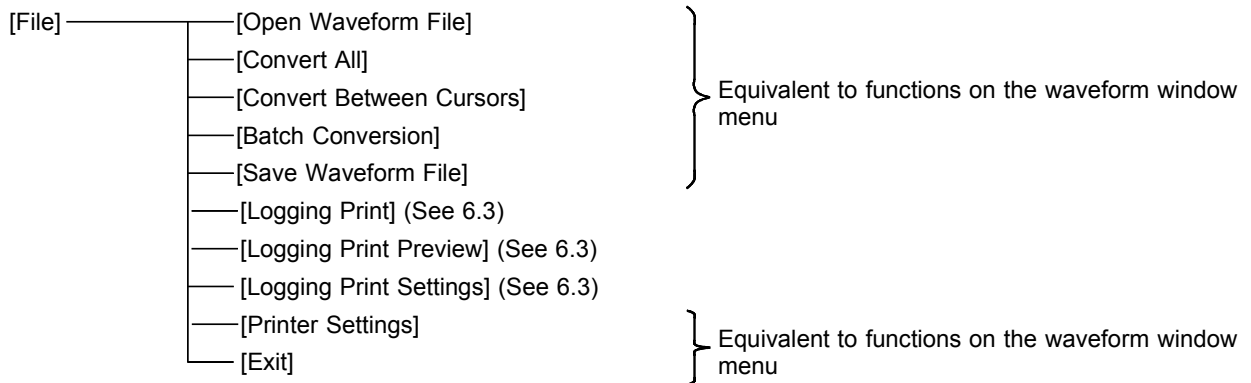 [File]
[Open Waveform File]
[Convert All]
[Convert Between Cursors]
[Batch Conversion]
[Save Waveform File]
Equivalent to functions on the waveform window
menu
[Logging Print] (See 6.3)
[Logging Print Preview] (See 6.3)
[Logging Print Settings] (See 6.3)
[Printer Settings]
[Exit]
Equivalent to functions on the waveform window
menu